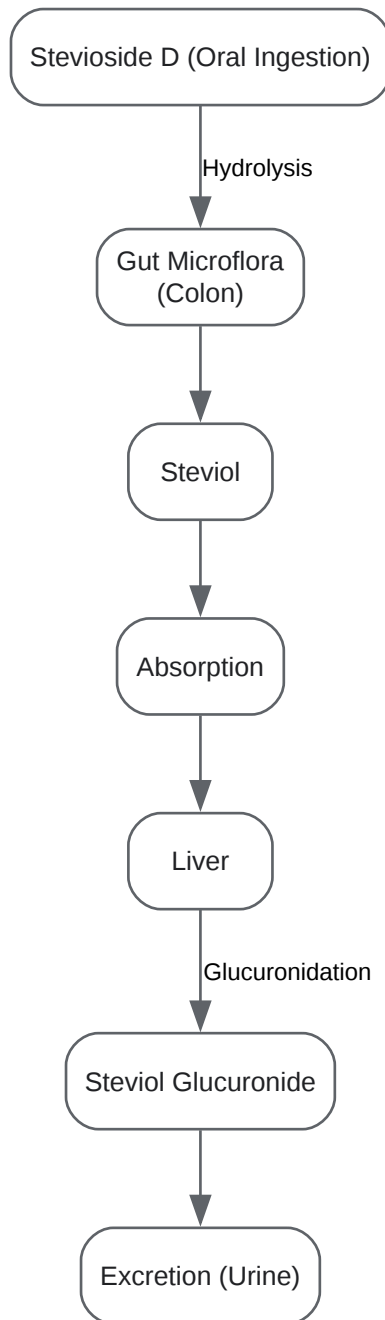 Stevioside D (Oral Ingestion)
Hydrolysis
Gut Microflora
(Colon)
Steviol
Absorption
Liver
Glucuronidation
Steviol Glucuronide
Excretion (Urine)